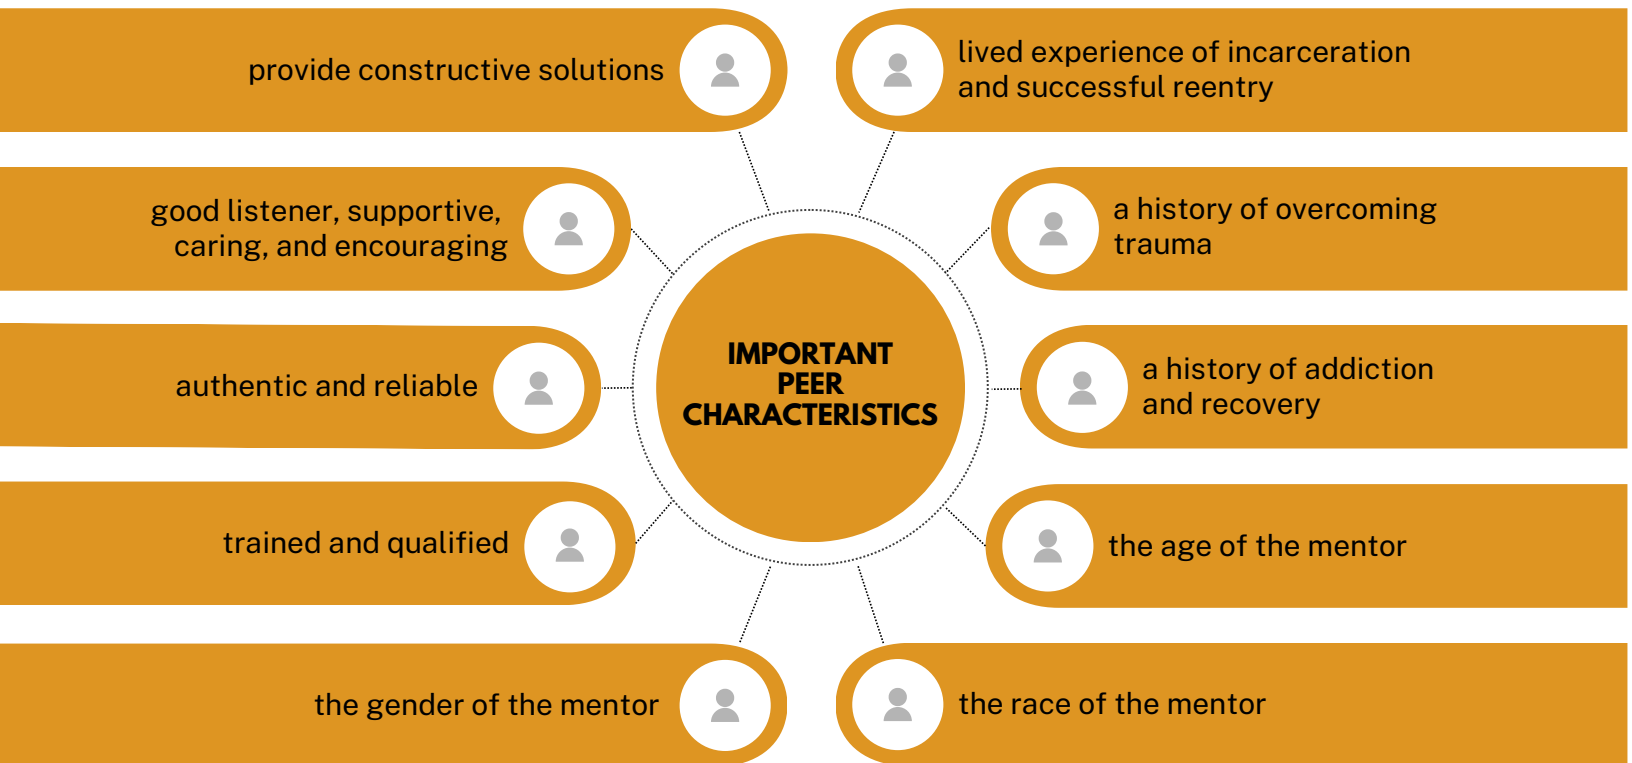 provide constructive solutions
lived experience of incarceration
and successful reentry
good listener, supportive,
caring, and encouraging
a history of overcoming
trauma
IMPORTANT
PEER
CHARACTERISTICS
authentic and reliable
a history of addiction
and recovery
trained and qualified
the age of the mentor
the gender of the mentor
the race of the mentor